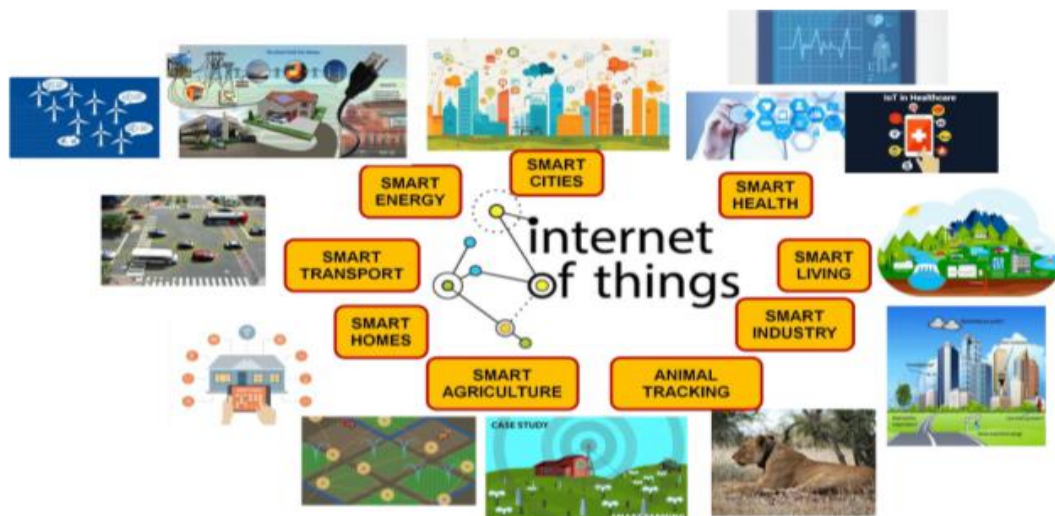 IoT in Healthcare
SMART
CITIES
SMART
ENERGY
SMART
HEALTH
internet
of things
SMART
TRANSPORT
SMART
LIVING
SMART
HOMES
SMART
INDUSTRY
SMART
AGRICULTURE
ANIMAL
TRACKING
CASE STUDY